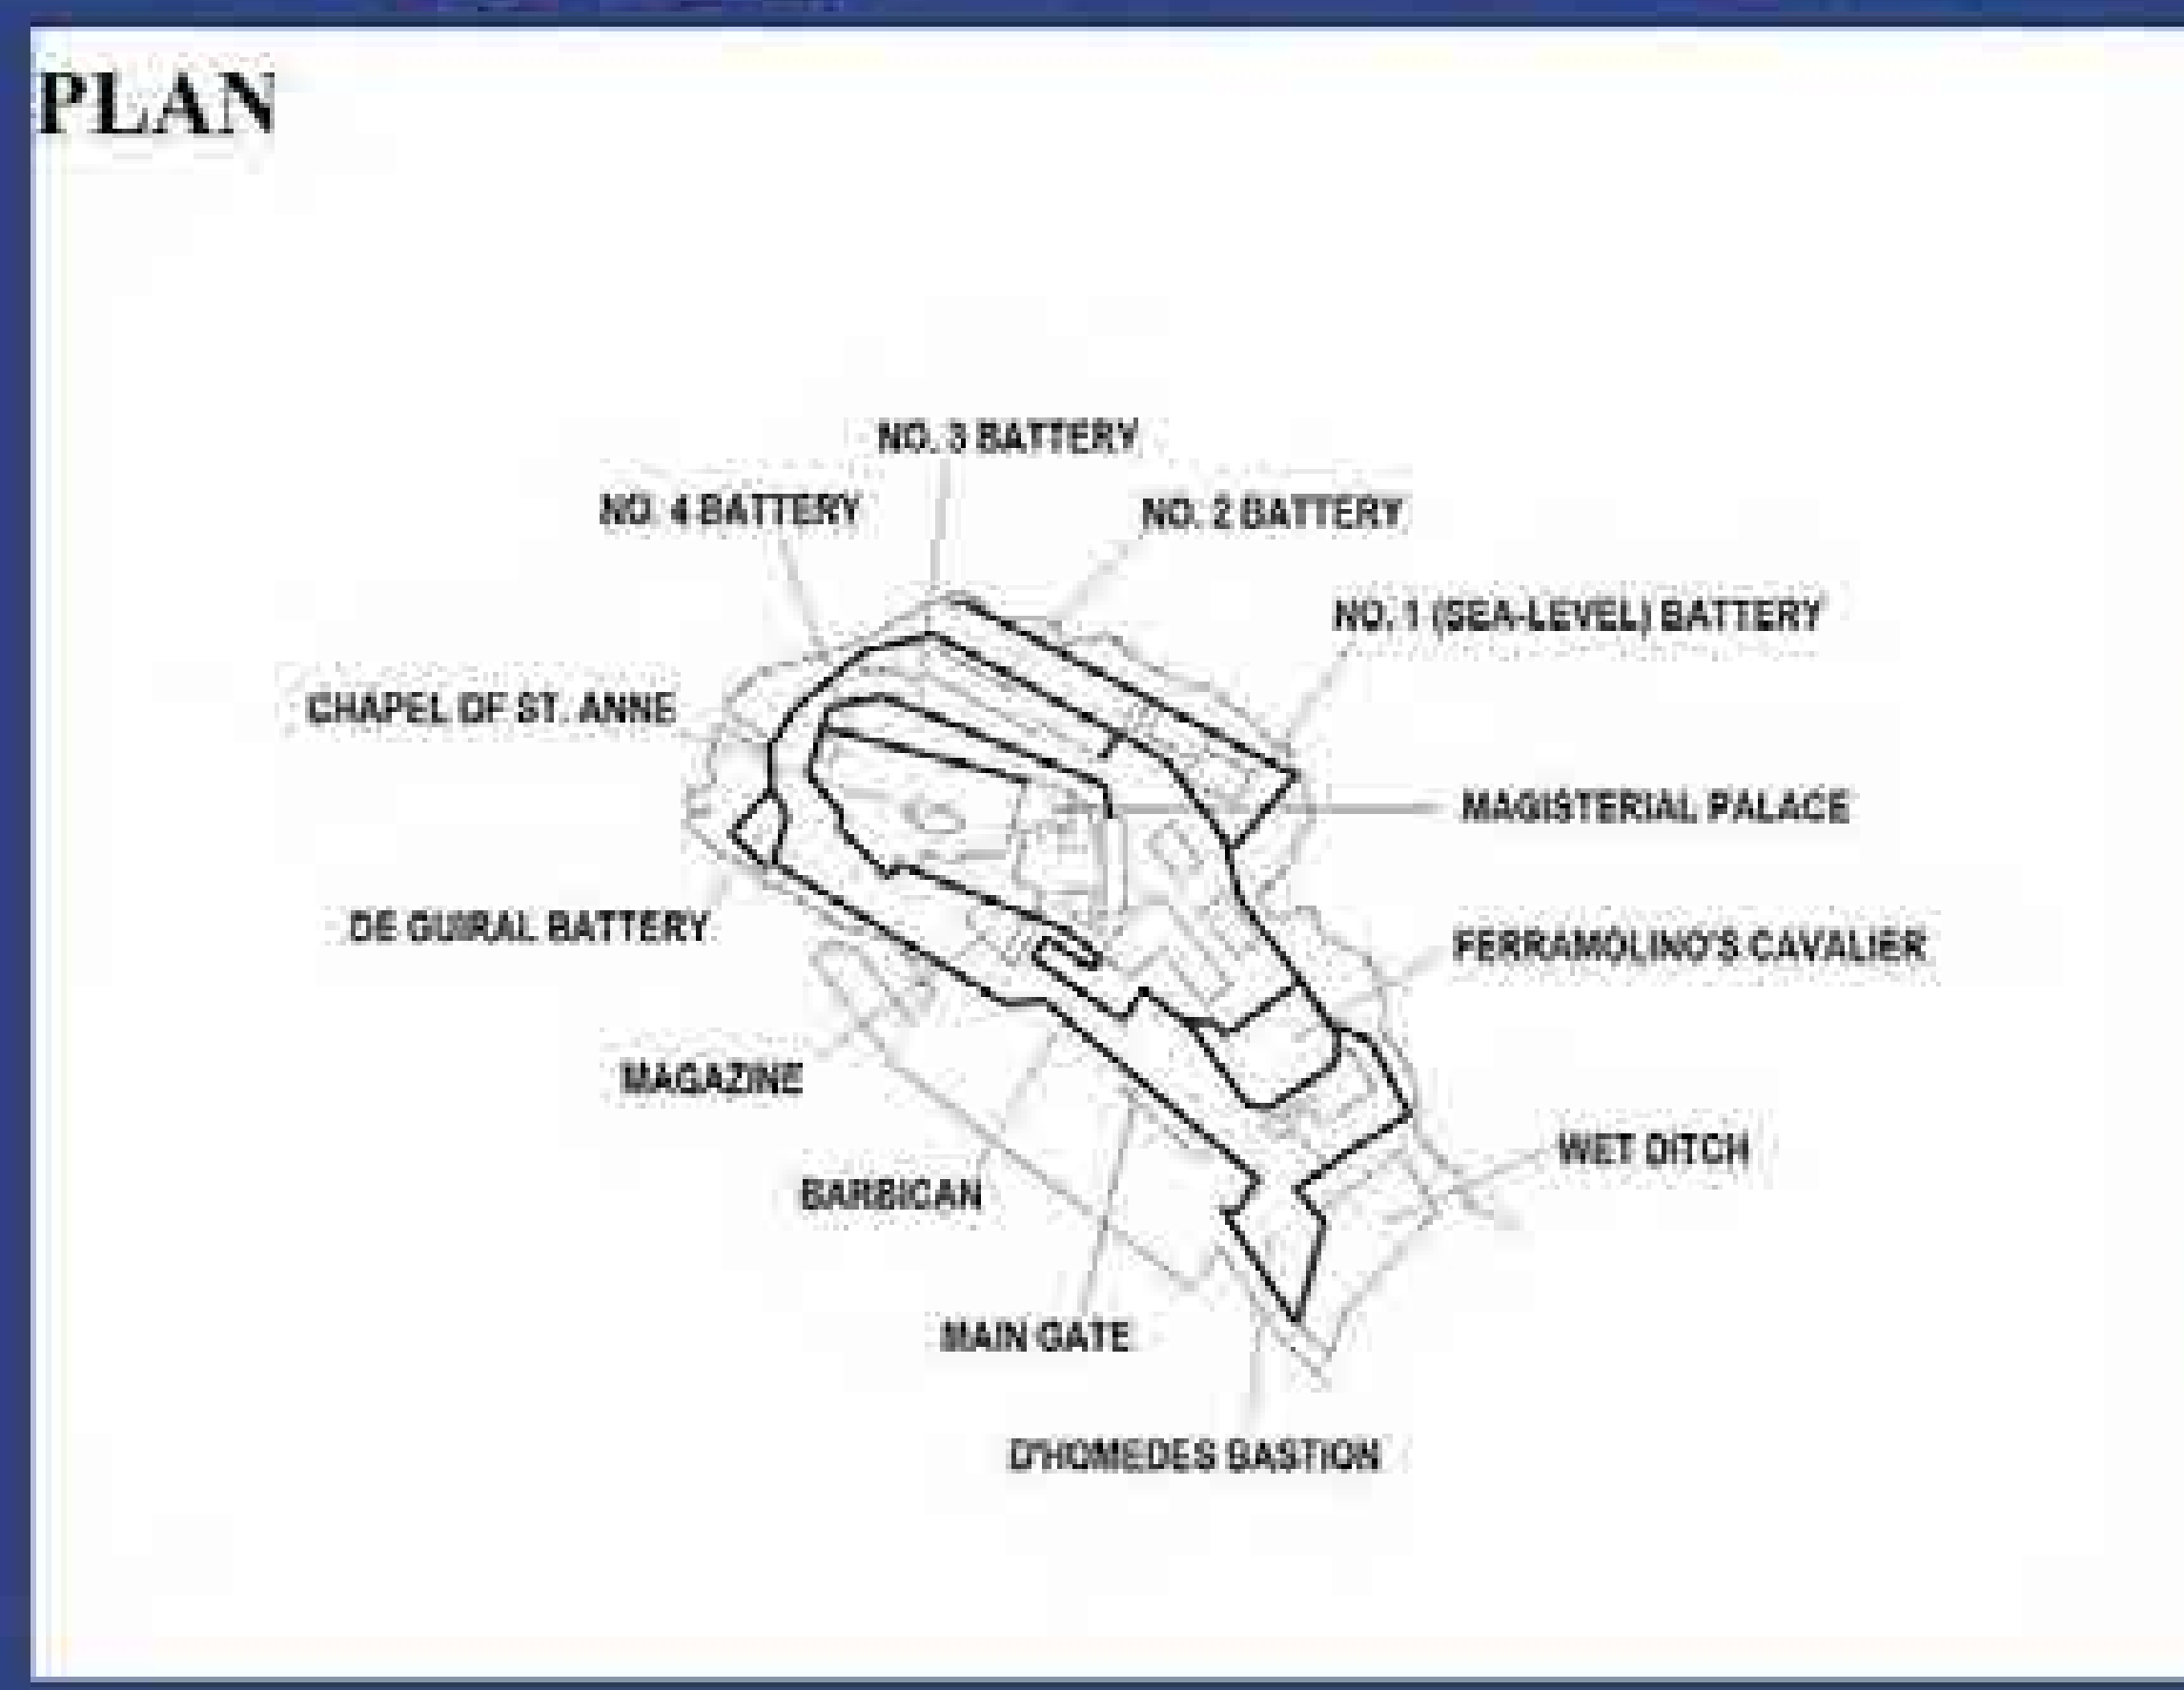 PLAN
NO. 3 BATTERY
NO. 4 BATTERY
NO. 2 BATTERY
NO. 1 (SEA-LEVEL) BATTERY
CHAPEL OF ST. ANNE
MAGISTERIAL PALACE
DE GUIRAL BATTERY
FERRAMOLINO'S CAVALIER
MAGAZINE
WET DITCH
BARBICAN
MAIN GATE
D'HOMEDES BASTION